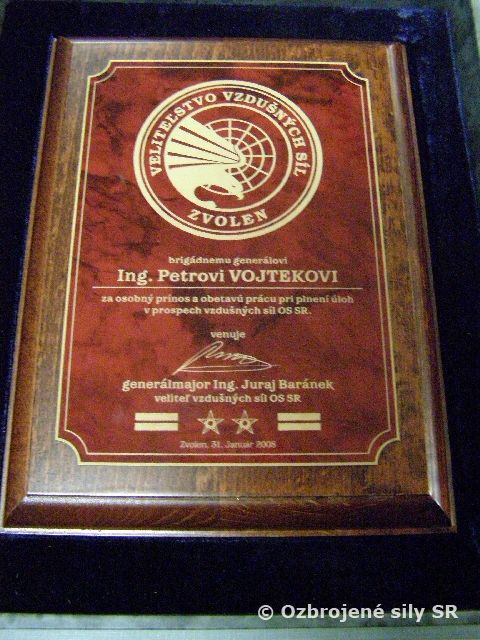 VELITEĽSTVO VZDUŠNÝCH SÍL
ZVOLEN
brigádnemu generálovi
Ing. Petrovi VOJTEKOVI
za osobný prínos a obetavú prácu pri plnení úloh
v prospech vzdušných síl OS SR.
venuje
generálmajor Ing. Juraj Baránek
veliteľ vzdušných síl OS SR
Zvolen, 31. Január 2008
© Ozbrojené sily SR